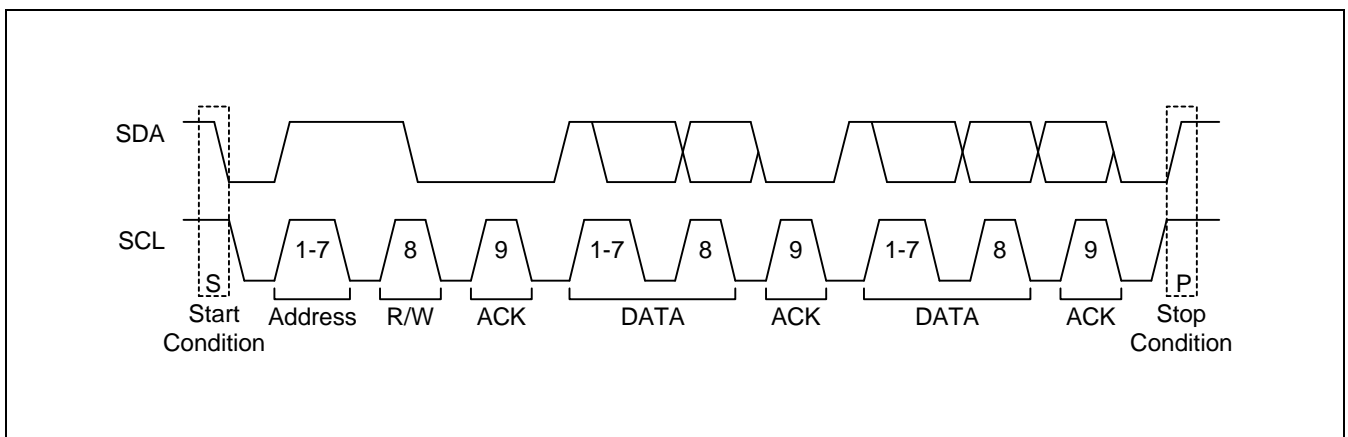 SDA
SCL
1-7 8 9 1-7 8 9 1-7 8 9
S P
Start Condition
Address R/W ACK DATA ACK DATA ACK
Stop Condition